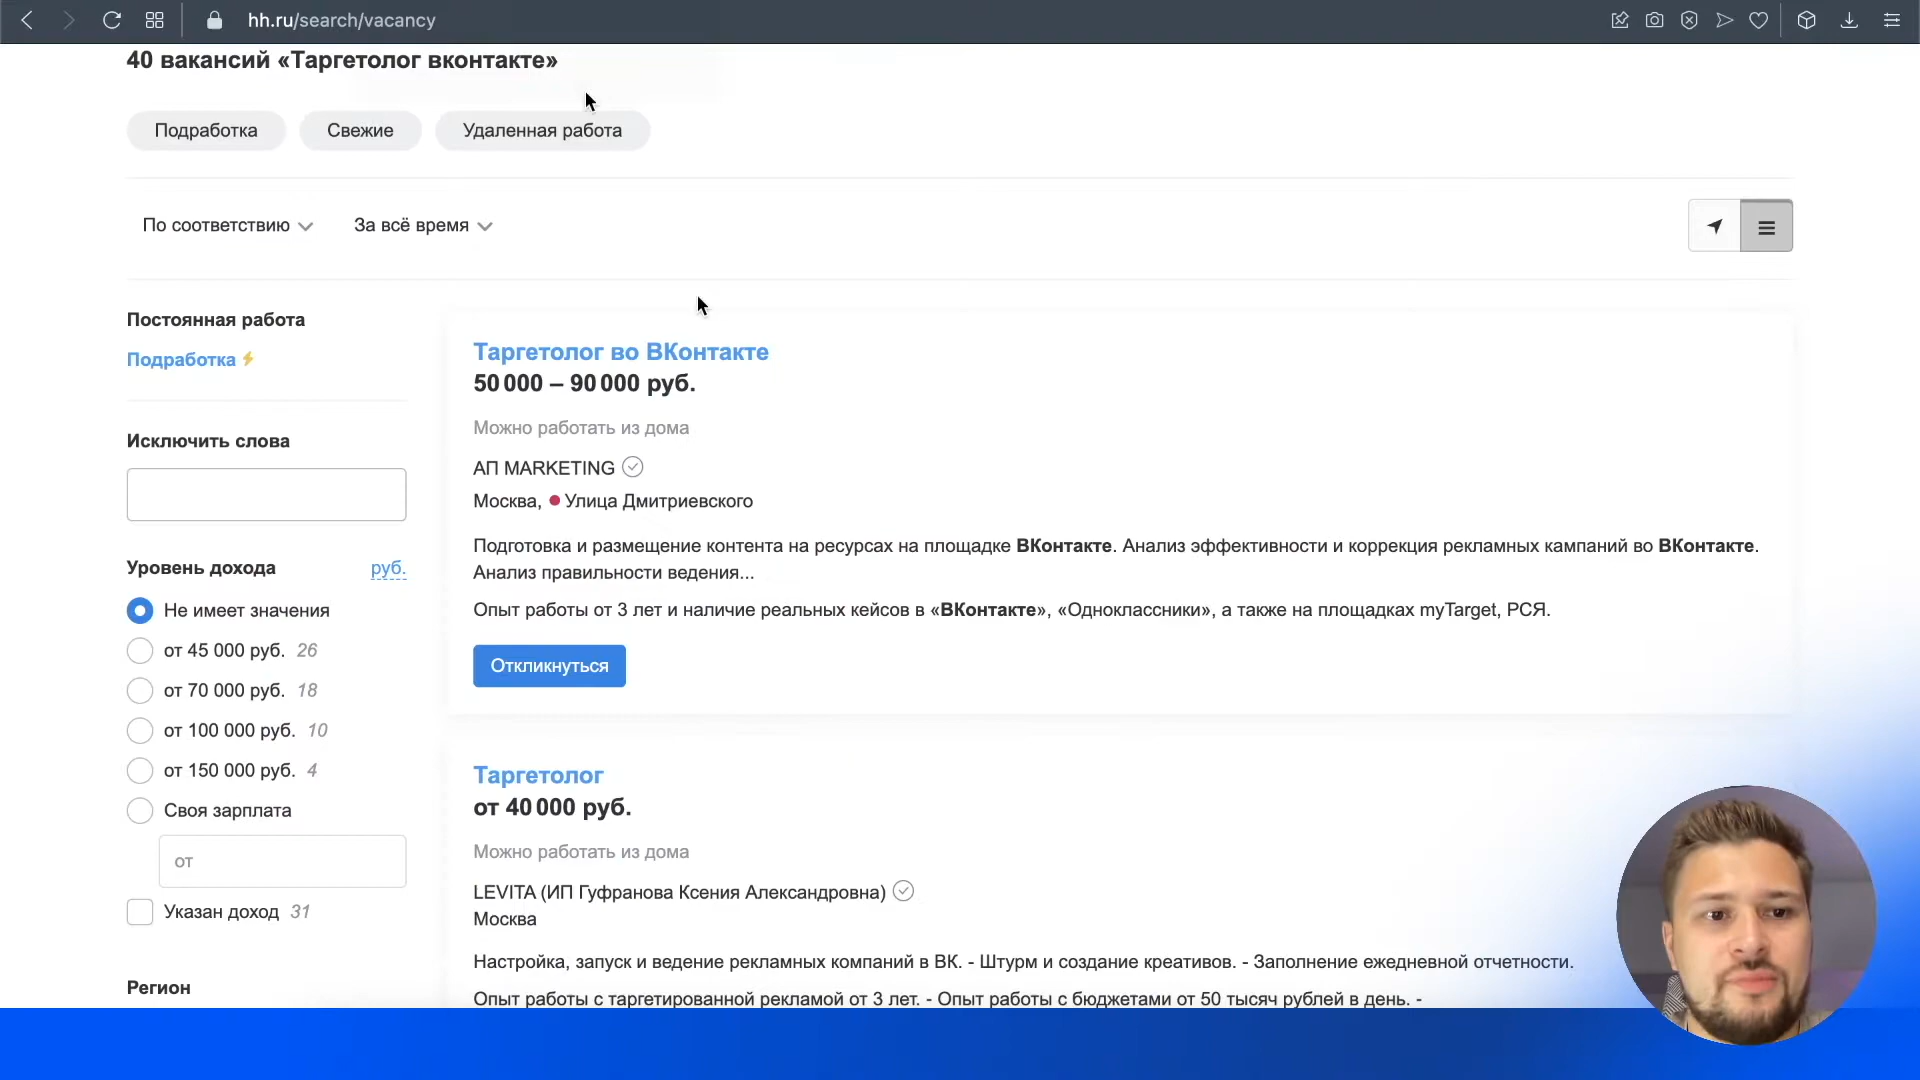 hh.ru/search/vacancy
40 вакансий «Таргетолог вконтакте»
Подработка
Свежие
Удаленная работа
По соответствию
За всё время
Постоянная работа
Подработка
Исключить слова
Уровень дохода
руб.
Не имеет значения
от 45 000 руб. 26
от 70 000 руб. 18
от 100 000 руб. 10
от 150 000 руб. 4
Своя зарплата
от
Указан доход 31
Регион
Таргетолог во ВКонтакте
50 000 – 90 000 руб.
Можно работать из дома
АП MARKETING
Москва, Улица Дмитриевского
Подготовка и размещение контента на ресурсах на площадке ВКонтакте. Анализ эффективности и коррекция рекламных кампаний во ВКонтакте.
Анализ правильности ведения...
Опыт работы от 3 лет и наличие реальных кейсов в «ВКонтакте», «Одноклассники», а также на площадках myTarget, РСЯ.
Откликнуться
Таргетолог
от 40 000 руб.
Можно работать из дома
LEVITA (ИП Гуфранова Ксения Александровна)
Москва
Настройка, запуск и ведение рекламных компаний в ВК. - Штурм и создание креативов. - Заполнение ежедневной отчетности.
Опыт работы с таргетированной рекламой от 3 лет. - Опыт работы с бюджетами от 50 тысяч рублей в день. -